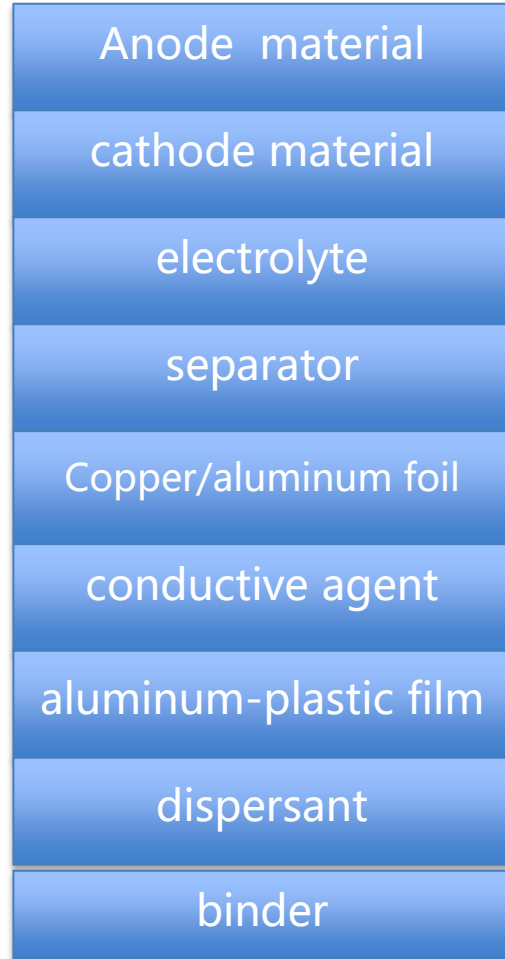 Anode material
cathode material
electrolyte
separator
Copper/aluminum foil
conductive agent
aluminum-plastic film
dispersant
binder